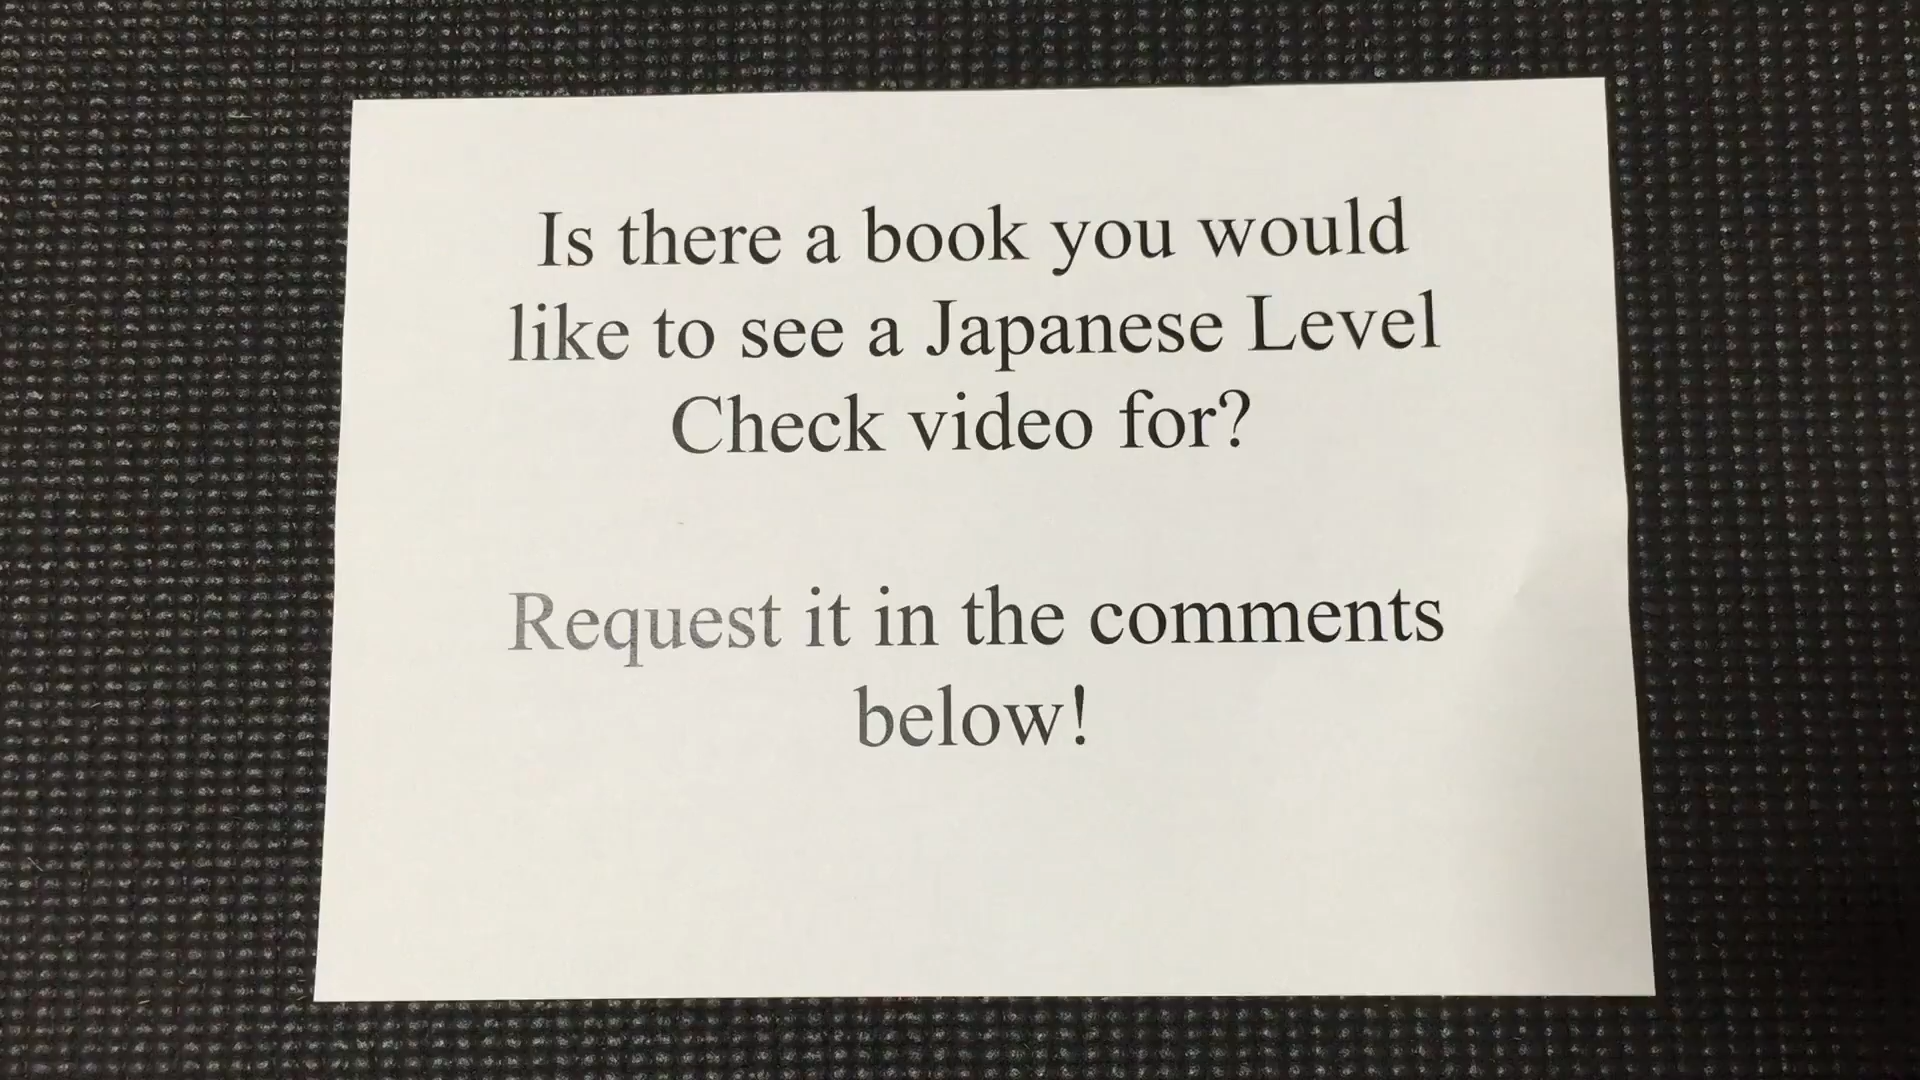 Is there a book you would
like to see a Japanese Level
Check video for?
Request it in the comments
below!